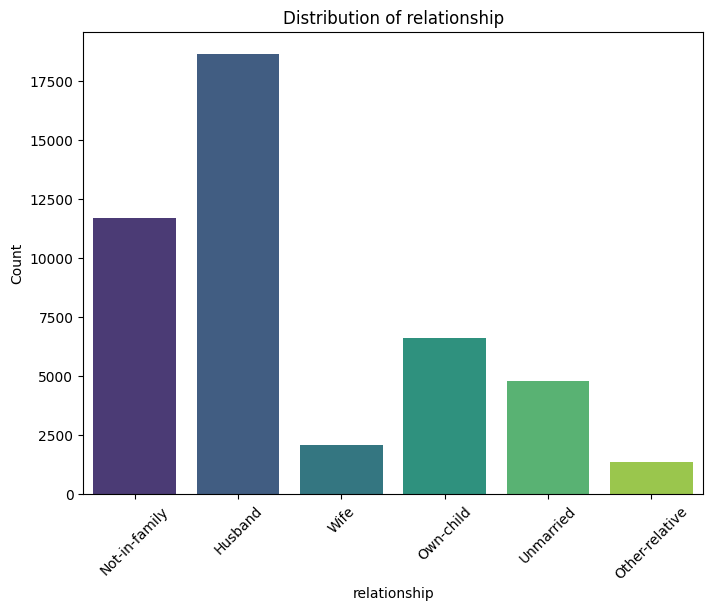 Distribution of relationship
17500
15000
12500
10000
7500
5000
2500
0
Count
Not-in-family
Husband
Wife
Own-child
Unmarried
Other-relative
relationship